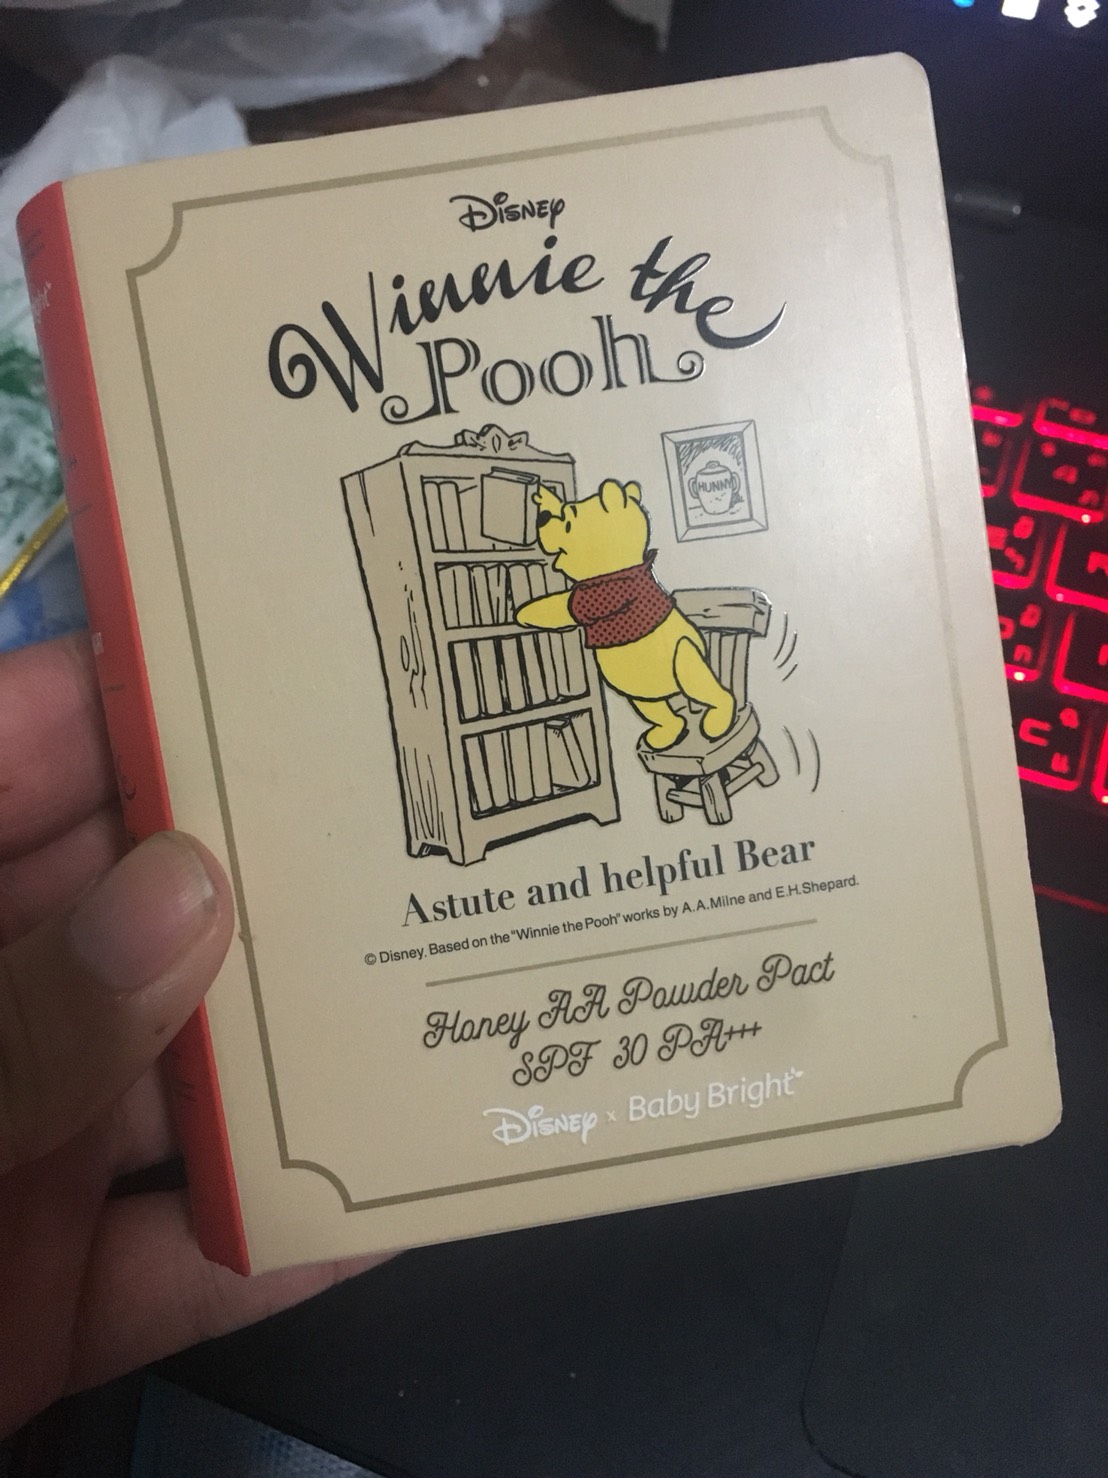 Disney
Winnie the
Pooh
HUNNY
Astute and helpful Bear
© Disney. Based on the "Winnie the Pooh" works by A.A.Milne and E.H.Shepard.
Honey AA Powder Pact
SPF 30 PA+++
Disney x Baby Bright